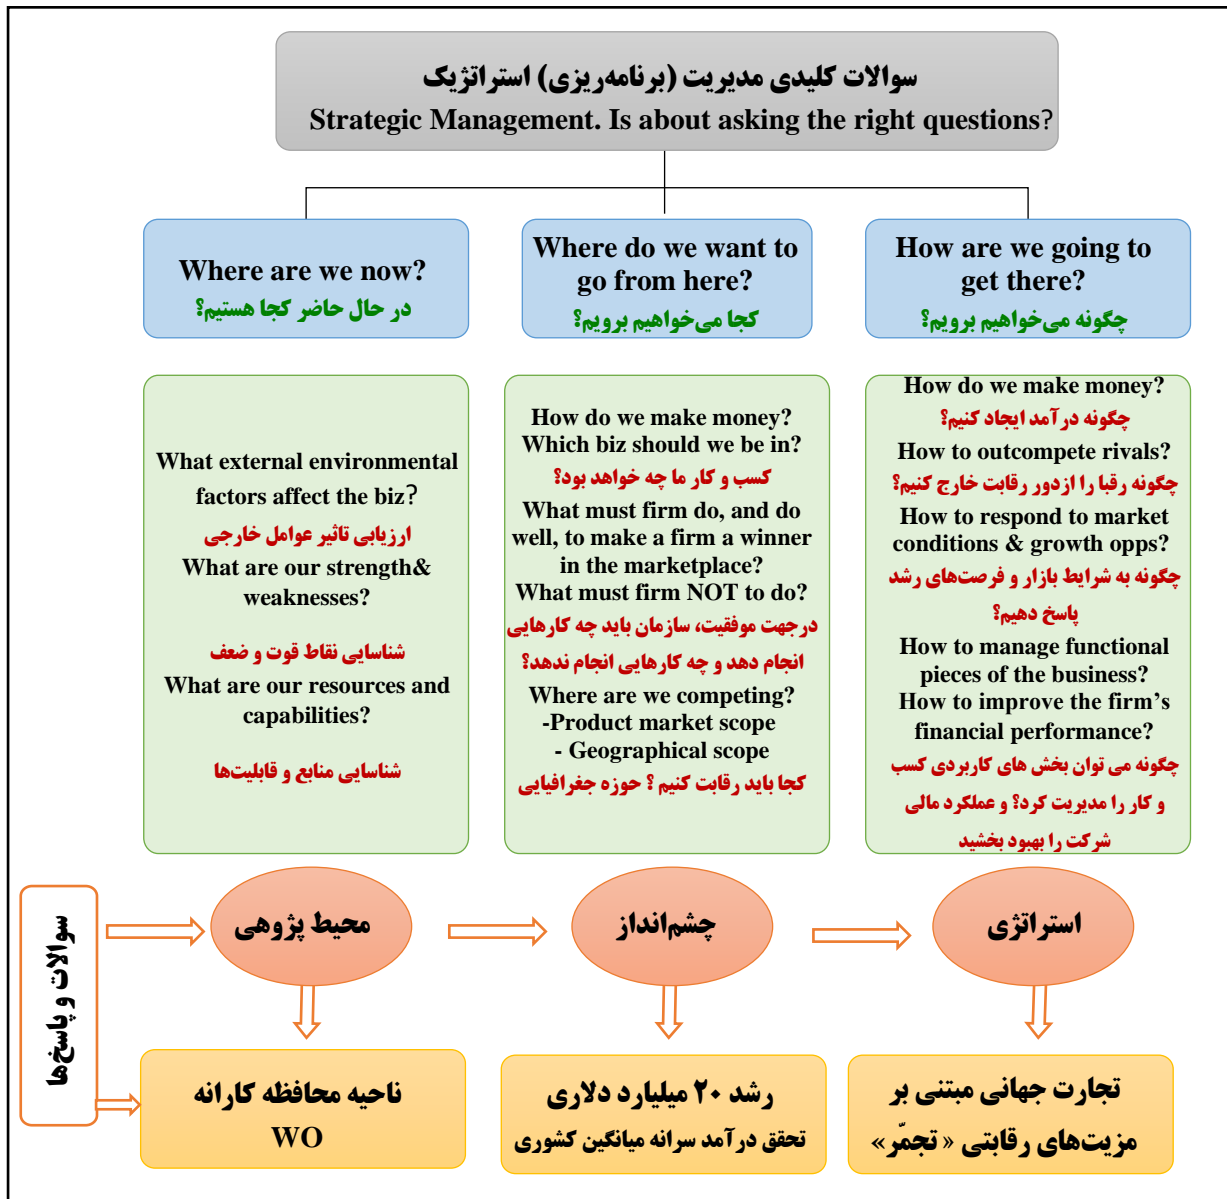 سوالات کلیدی مدیریت (برنامه‌ریزی) استراتژیک
Strategic Management. Is about asking the right questions?
Where are we now?
در حال حاضر کجا هستیم؟
Where do we want to
go from here?
کجا می‌خواهیم برویم؟
How are we going to
get there?
چگونه می‌خواهیم برویم؟
What external environmental
factors affect the biz?
ارزیابی تاثیر عوامل خارجی
What are our strength&
weaknesses?
شناسایی نقاط قوت و ضعف
What are our resources and
capabilities?
شناسایی منابع و قابلیت‌ها
How do we make money?
Which biz should we be in?
کسب و کار ما چه خواهد بود؟
What must firm do, and do
well, to make a firm a winner
in the marketplace?
What must firm NOT to do?
درجهت موفقیت، سازمان باید چه کارهایی
انجام دهد و چه کارهایی انجام ندهد؟
Where are we competing?
-Product market scope
- Geographical scope
کجا باید رقابت کنیم ؟ حوزه جغرافیایی
How do we make money?
چگونه درآمد ایجاد کنیم؟
How to outcompete rivals?
چگونه رقبا را ازدور رقابت خارج کنیم؟
How to respond to market
conditions & growth opps?
چگونه به شرایط بازار و فرصت‌های رشد
پاسخ دهیم؟
How to manage functional
pieces of the business?
How to improve the firm’s
financial performance?
چگونه می توان بخش های کاربردی کسب
و کار را مدیریت کرد؟ و عملکرد مالی
شرکت را بهبود بخشید
سوالات و پاسخ‌ها
محیط پژوهی
چشم‌انداز
استراتژی
ناحیه محافظه کارانه
WO
رشد ۲۰ میلیارد دلاری
تحقق درآمد سرانه میانگین کشوری
تجارت جهانی مبتنی بر
مزیت‌های رقابتی « تجمّر»